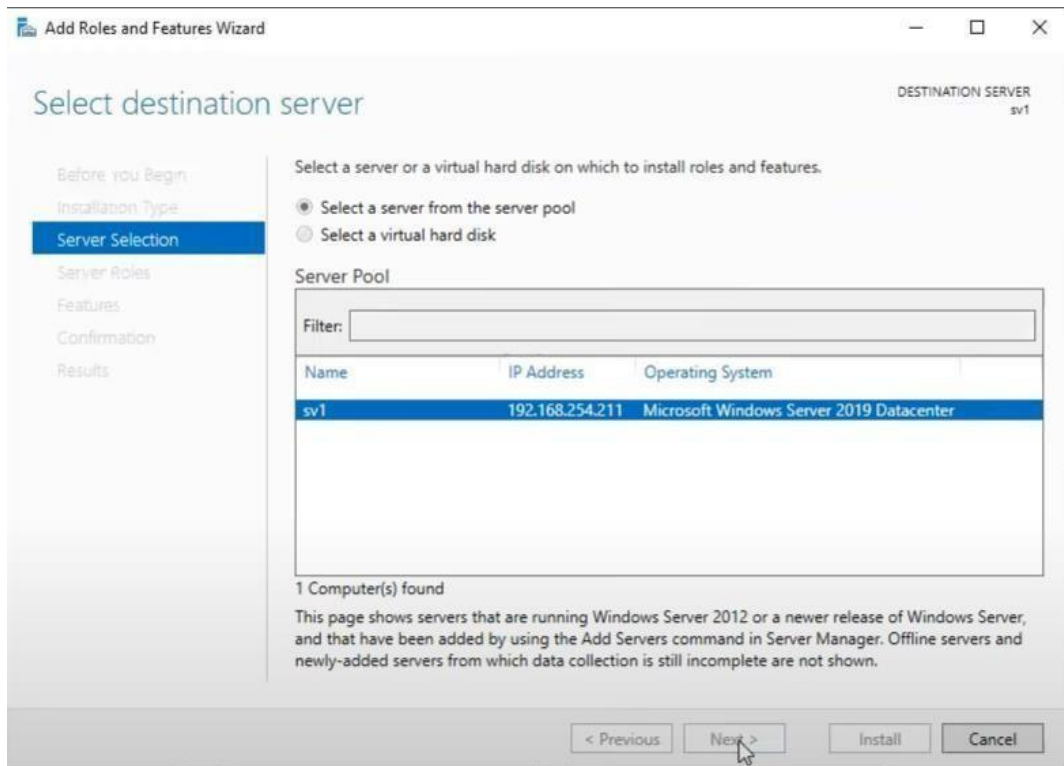 Add Roles and Features Wizard
Select destination server
DESTINATION SERVER
sv1
Before You Begin
Installation Type
Server Selection
Server Roles
Features
Confirmation
Results
Select a server or a virtual hard disk on which to install roles and features.
Select a server from the server pool
Select a virtual hard disk
Server Pool
Filter:
Name IP Address Operating System
sv1 192.168.254.211 Microsoft Windows Server 2019 Datacenter
1 Computer(s) found
This page shows servers that are running Windows Server 2012 or a newer release of Windows Server,
and that have been added by using the Add Servers command in Server Manager. Offline servers and
newly-added servers from which data collection is still incomplete are not shown.
< Previous Next > Install Cancel